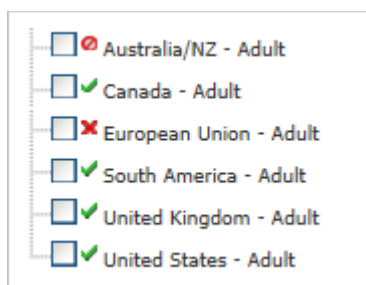 Australia/NZ - Adult
Canada - Adult
European Union - Adult
South America - Adult
United Kingdom - Adult
United States - Adult